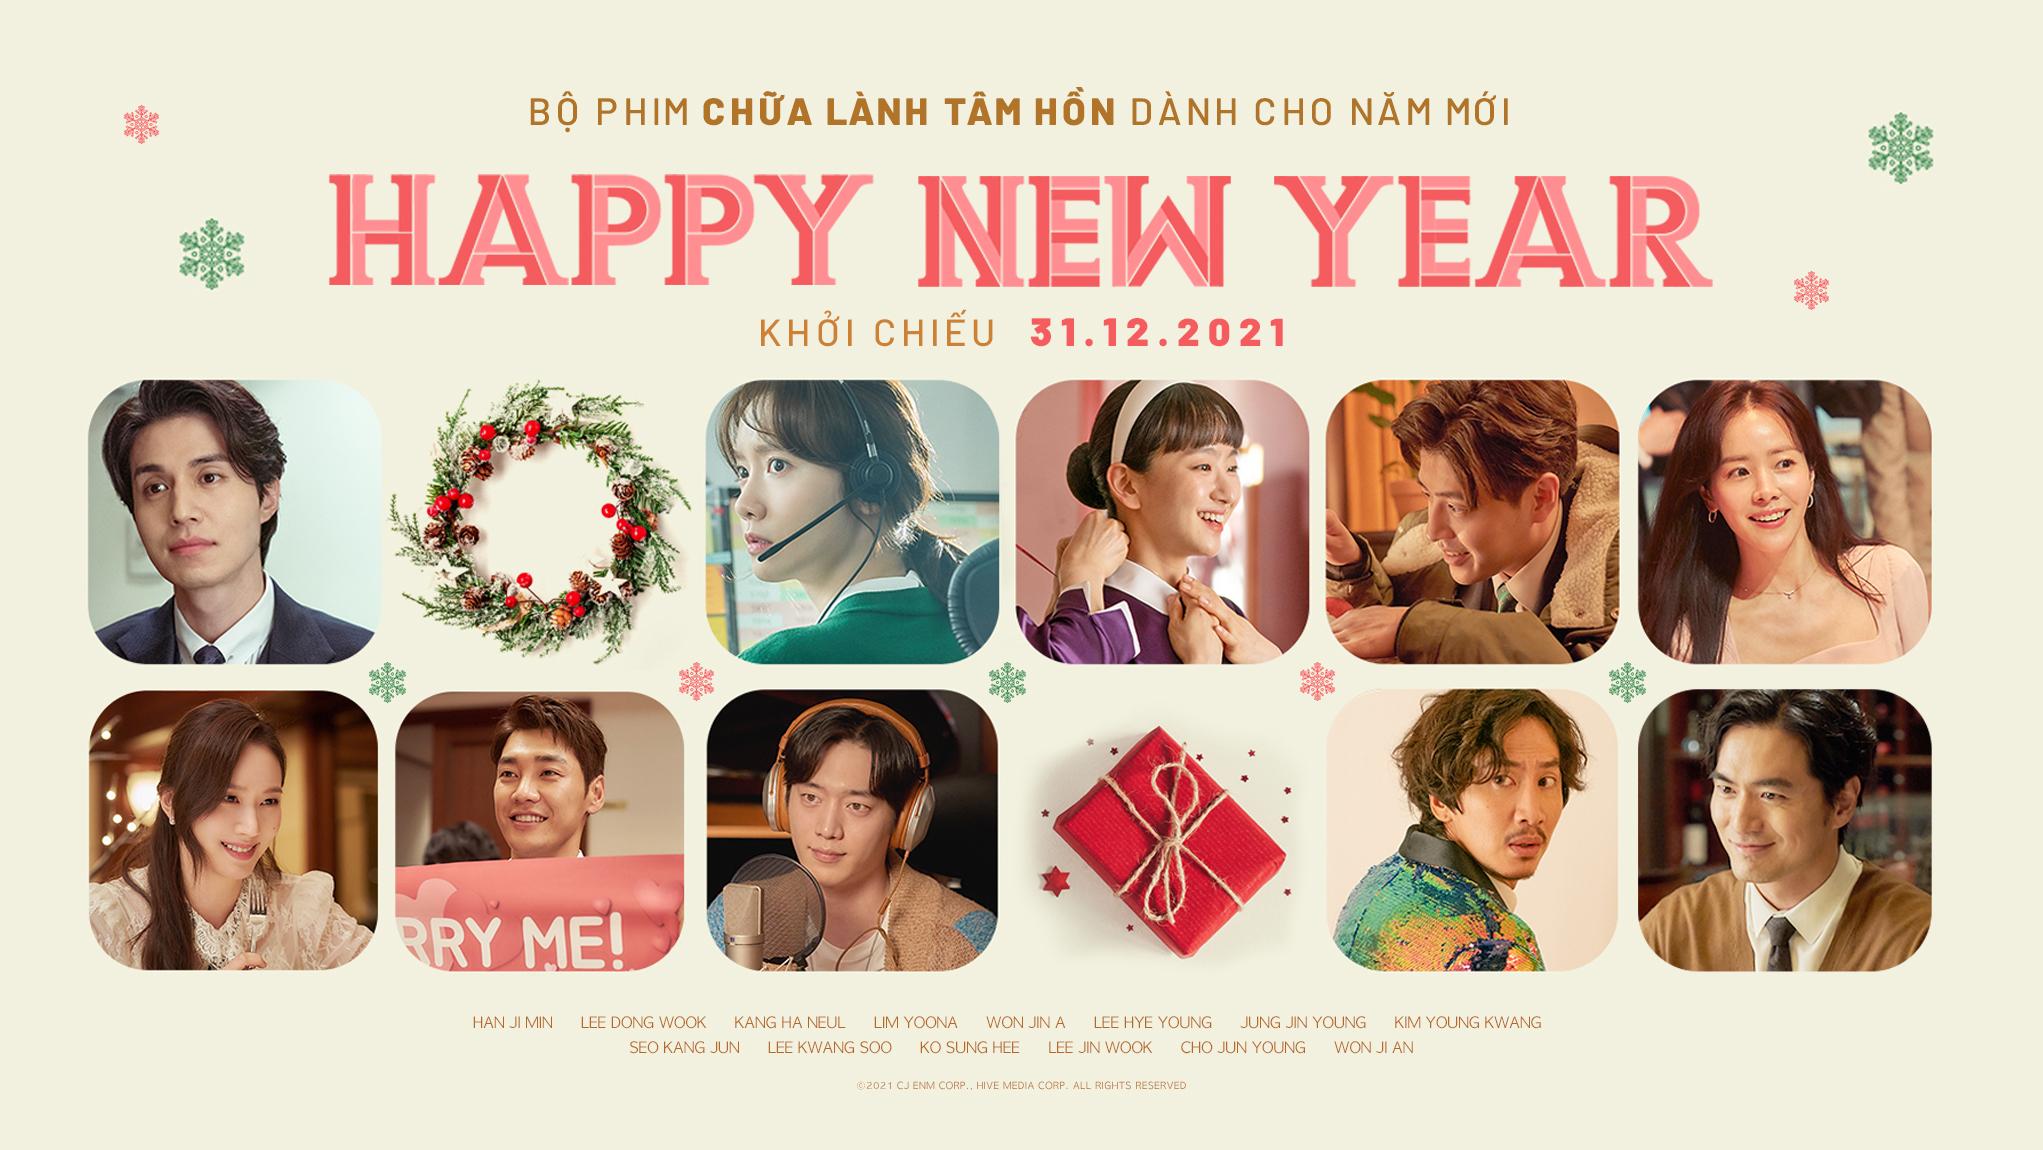 BỘ PHIM CHỮA LÀNH TÂM HỒN DÀNH CHO NĂM MỚI
HAPPY NEW YEAR
KHỞI CHIẾU 31.12.2021
RRY ME!
HAN JI MIN LEE DONG WOOK KANG HA NEUL LIM YOONA WON JIN A LEE HYE YOUNG JUNG JIN YOUNG KIM YOUNG KWANG
SEO KANG JUN LEE KWANG SOO KO SUNG HEE LEE JIN WOOK CHO JUN YOUNG WON JI AN
©2021 CJ ENM CORP., HIVE MEDIA CORP. ALL RIGHTS RESERVED